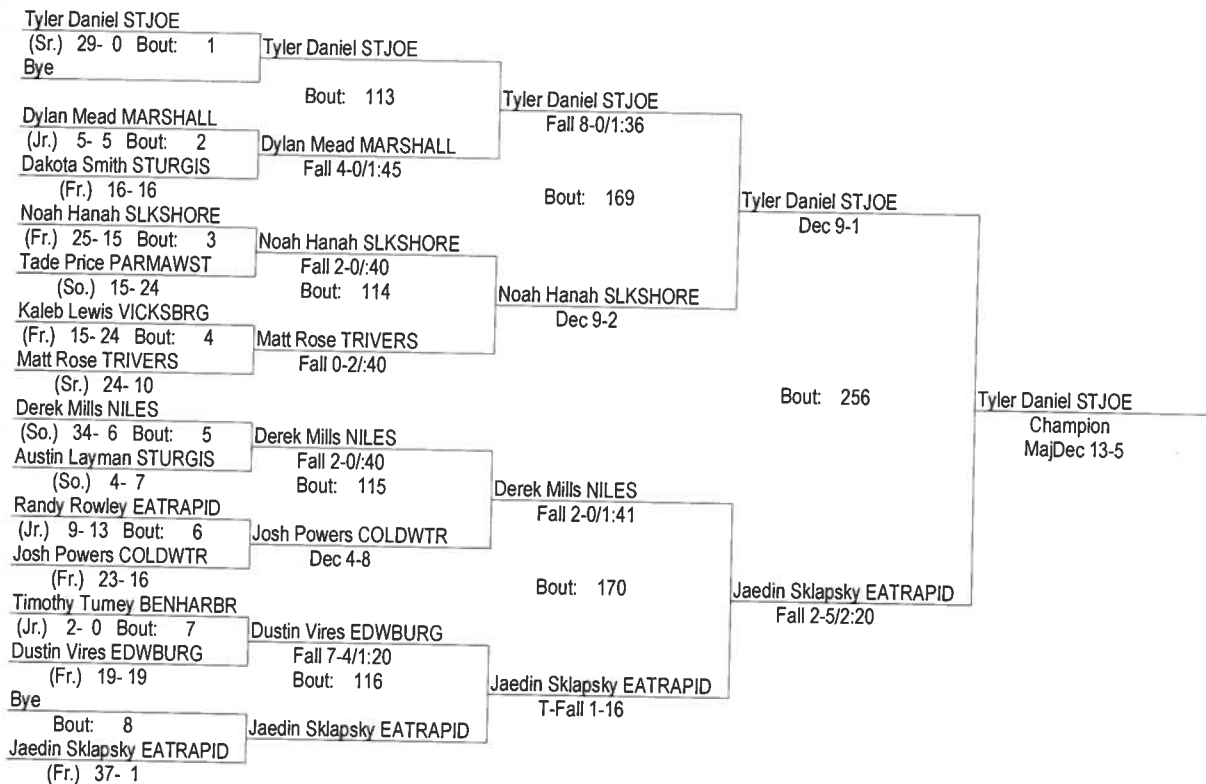 Tyler Daniel STJOE
(Sr.) 29- 0 Bout: 1
Bye
Dylan Mead MARSHALL
(Jr.) 5- 5 Bout: 2
Dakota Smith STURGIS
(Fr.) 16- 16
Noah Hanah SLKSHORE
(Fr.) 25- 15 Bout: 3
Tade Price PARMAWST
(So.) 15- 24
Kaleb Lewis VICKSBRG
(Fr.) 15- 24 Bout: 4
Matt Rose TRIVERS
(Sr.) 24- 10
Derek Mills NILES
(So.) 34- 6 Bout: 5
Austin Layman STURGIS
(So.) 4- 7
Randy Rowley EATRAPID
(Jr.) 9- 13 Bout: 6
Josh Powers COLDWTR
(Fr.) 23- 16
Timothy Tumey BENHARBR
(Jr.) 2- 0 Bout: 7
Dustin Vires EDWBURG
(Fr.) 19- 19
Bye
Bout: 8
Jaedin Sklapsky EATRAPID
(Fr.) 37- 1
Tyler Daniel STJOE
Bout: 113
Dylan Mead MARSHALL
Fall 4-0/1:45
Noah Hanah SLKSHORE
Fall 2-0/:40
Bout: 114
Matt Rose TRIVERS
Fall 0-2/:40
Derek Mills NILES
Fall 2-0/:40
Bout: 115
Josh Powers COLDWTR
Dec 4-8
Dustin Vires EDWBURG
Fall 7-4/1:20
Bout: 116
Jaedin Sklapsky EATRAPID
Tyler Daniel STJOE
Fall 8-0/1:36
Bout: 169
Noah Hanah SLKSHORE
Dec 9-2
Derek Mills NILES
Fall 2-0/1:41
Bout: 170
Jaedin Sklapsky EATRAPID
T-Fall 1-16
Tyler Daniel STJOE
Dec 9-1
Bout: 256
Jaedin Sklapsky EATRAPID
Fall 2-5/2:20
Tyler Daniel STJOE
Champion
MajDec 13-5